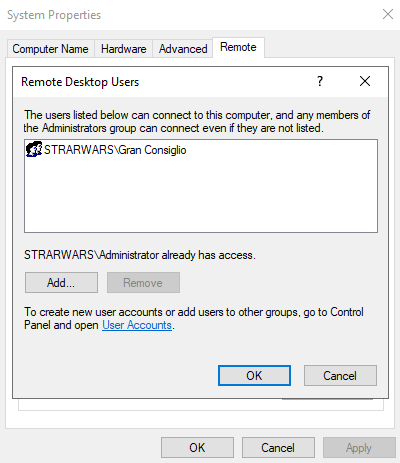 System Properties
Computer Name
Hardware
Advanced
Remote
Remote Desktop Users
?
The users listed below can connect to this computer, and any members of
the Administrators group can connect even if they are not listed.
STRARWARS\Gran Consiglio
STRARWARS\Administrator already has access.
Add...
Remove
To create new user accounts or add users to other groups, go to Control
Panel and open User Accounts.
OK
Cancel
OK
Cancel
Apply